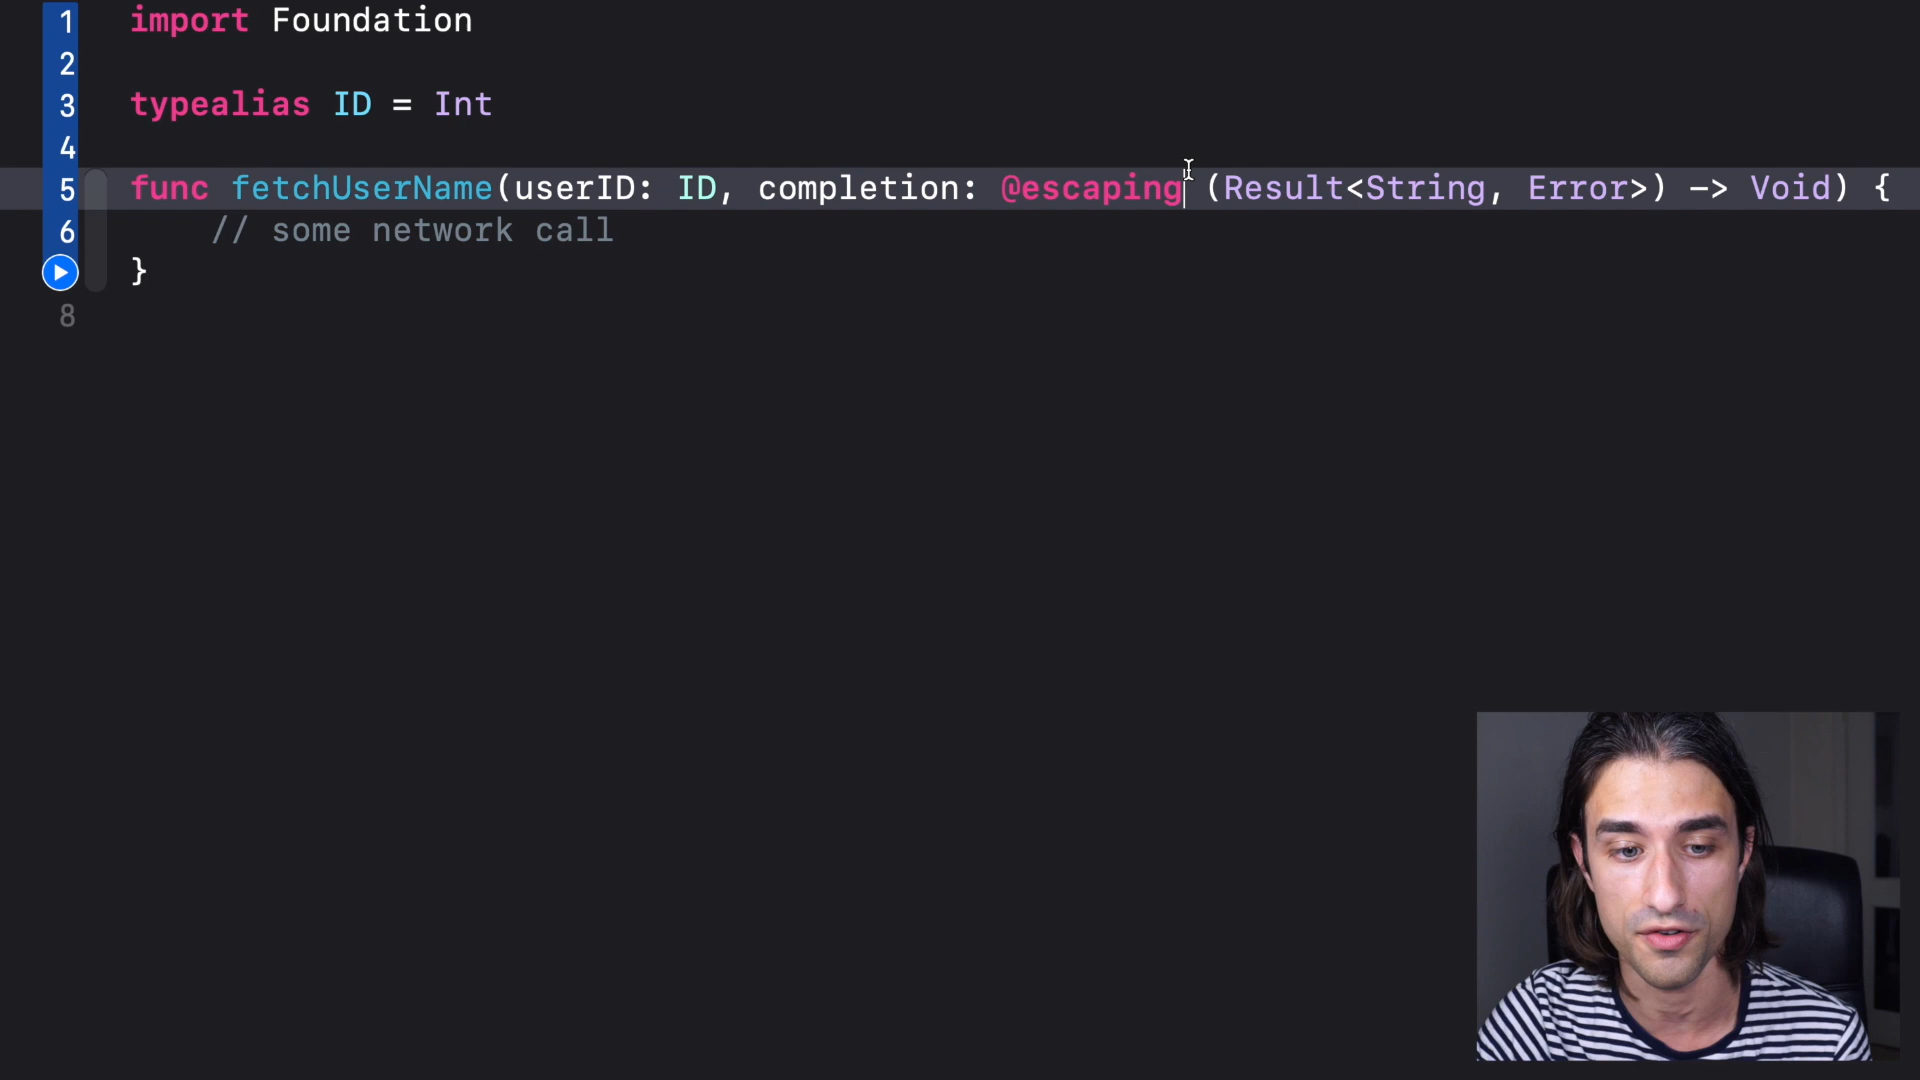 1 import Foundation
2
3 typealias ID = Int
4
5 func fetchUserName(userID: ID, completion: @escaping (Result<String, Error>) -> Void) {
6 // some network call
}
8